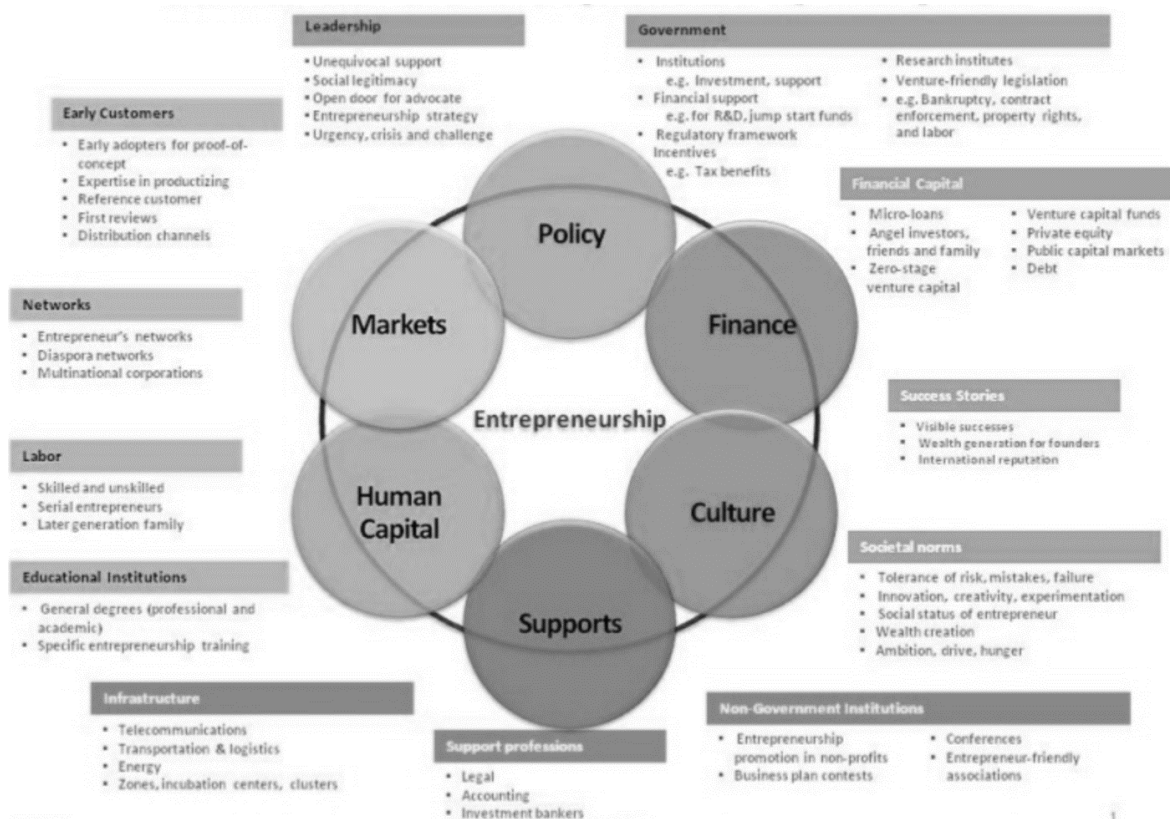 Leadership
▪ Unequivocal support
▪ Social legitimacy
▪ Open door for advocate
▪ Entrepreneurship strategy
▪ Urgency, crisis and challenge
Government
▪ Institutions
e.g. Investment, support
▪ Financial support
e.g. for R&D, jump start funds
▪ Regulatory framework
Incentives
e.g. Tax benefits
▪ Research institutes
▪ Venture-friendly legislation
▪ e.g. Bankruptcy, contract
enforcement, property rights,
and labor
Early Customers
▪ Early adopters for proof-of-
concept
▪ Expertise in productizing
▪ Reference customer
▪ First reviews
▪ Distribution channels
Financial Capital
▪ Micro-loans
▪ Angel investors,
friends and family
▪ Zero-stage
venture capital
▪ Venture capital funds
▪ Private equity
▪ Public capital markets
▪ Debt
Networks
▪ Entrepreneur's networks
▪ Diaspora networks
▪ Multinational corporations
Policy
Markets
Finance
Entrepreneurship
Human
Capital
Culture
Supports
Success Stories
▪ Visible successes
▪ Wealth generation for founders
▪ International reputation
Labor
▪ Skilled and unskilled
▪ Serial entrepreneurs
▪ Later generation family
Societal norms
▪ Tolerance of risk, mistakes, failure
▪ Innovation, creativity, experimentation
▪ Social status of entrepreneur
▪ Wealth creation
▪ Ambition, drive, hunger
Educational Institutions
▪ General degrees (professional and
academic)
▪ Specific entrepreneurship training
Infrastructure
▪ Telecommunications
▪ Transportation & logistics
▪ Energy
▪ Zones, incubation centers, clusters
Support professions
▪ Legal
▪ Accounting
▪ Investment bankers
Non-Government Institutions
▪ Entrepreneurship
promotion in non-profits
▪ Business plan contests
▪ Conferences
▪ Entrepreneur-friendly
associations